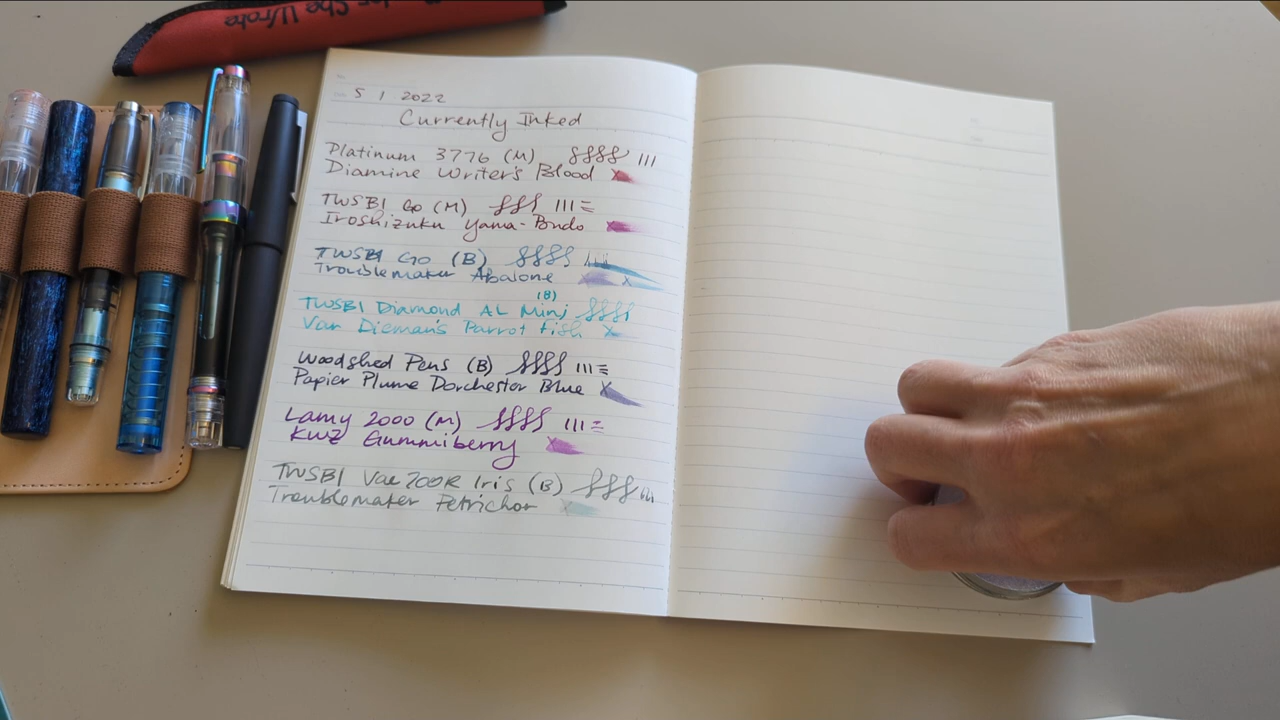 She Wrote
5 1 2022
Currently Inked
Platinum 3776 (M)
Diamine Writer's Blood
TWSBI Go (M)
Iroshizuku Yama-Budo
TWSBI GO (B)
Troublemaker Abalone
(B)
TWSBI Diamond AL Mini
Van Dieman's Parrot Fish
Woodshed Pens (B)
Papier Plume Dorchester Blue
Lamy 2000 (M)
KWZ Gummiberry
TWSBI Vac 700R Iris (B)
Troublemaker Petrichor